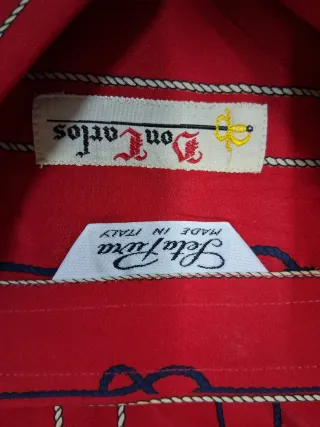 Don Carlos
Seta Pura
MADE IN ITALY